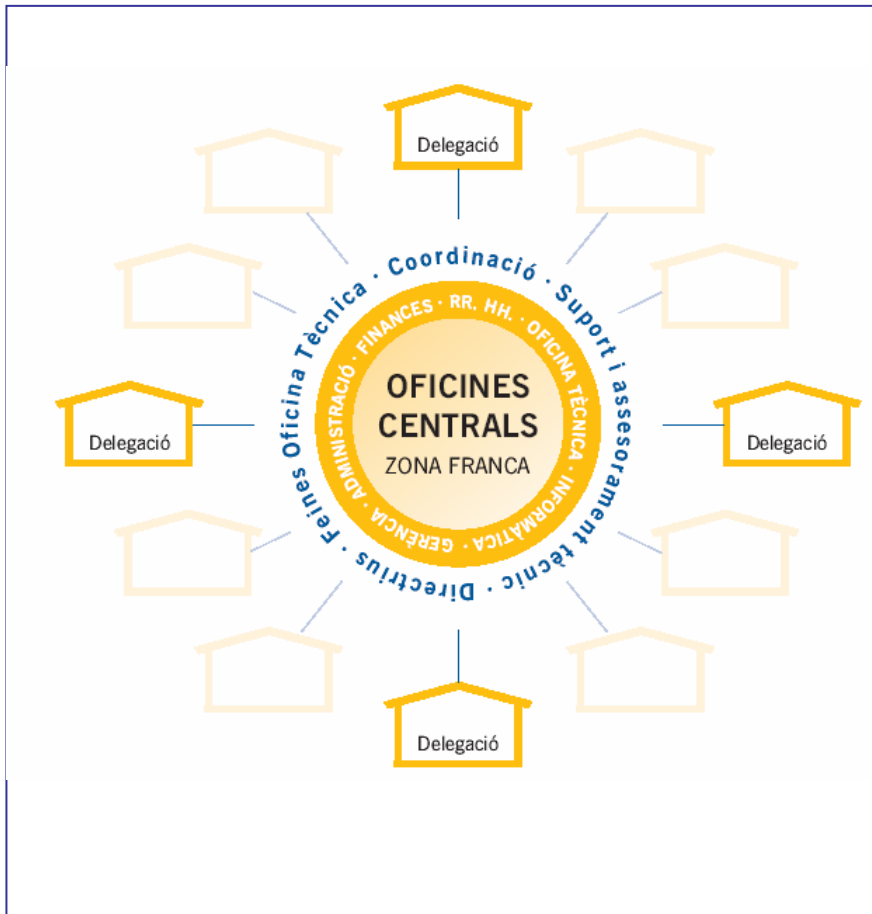 Delegació
Feines Oficina Tècnica · Coordinació · Suport i assesorament tècnic · Directrius ·
ADMINISTRACIÓ · FINANCES · RR. HH. · OFICINA TÈCNICA · INFORMÀTICA · GERÈNCIA ·
OFICINES
CENTRALS
ZONA FRANCA
Delegació
Delegació
Delegació